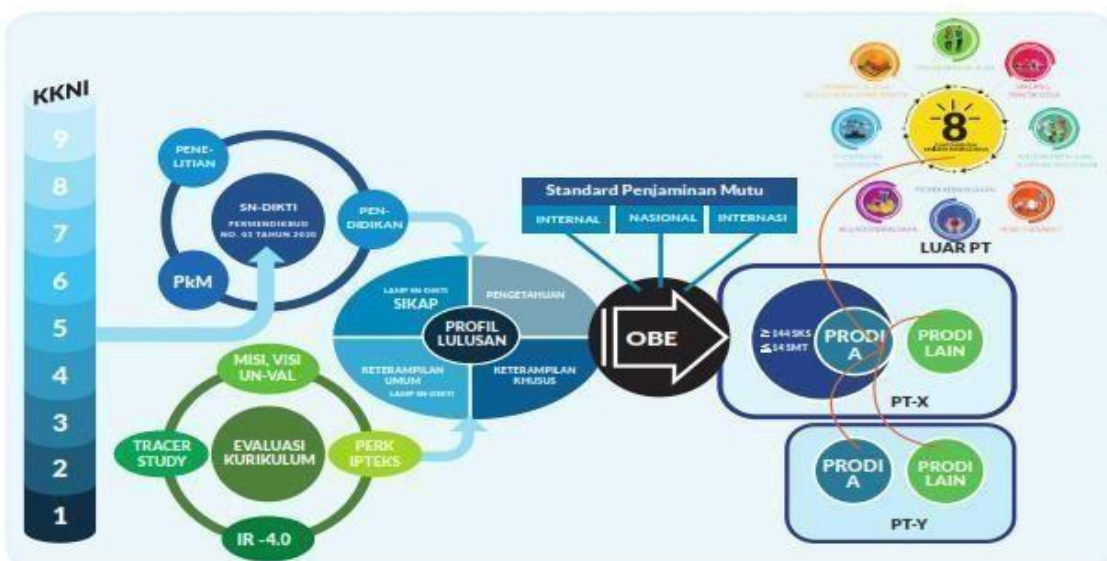 KKNI
9
8
7
6
5
4
3
2
1
PENE-
LITIAN
SN-DIKTI
PERMENDIKBUD
NO. 03 TAHUN 2020
PEN-
DIDIKAN
PkM
MISI, VISI
UN-VAL
TRACER
STUDY
EVALUASI
KURIKULUM
PERK
IPTEKS
IR -4.0
LAMP SN-DIKTI
SIKAP
PENGETAHUAN
PROFIL
LULUSAN
KETERAMPILAN
UMUM
LAMP SN-DIKTI
KETERAMPILAN
KHUSUS
Standard Penjaminan Mutu
INTERNAL
NASIONAL
INTERNASI
OBE
8
LUAR PT
≥ 144 SKS
≤ 14 SMT
PRODI
A
PRODI
LAIN
PT-X
PRODI
A
PRODI
LAIN
PT-Y